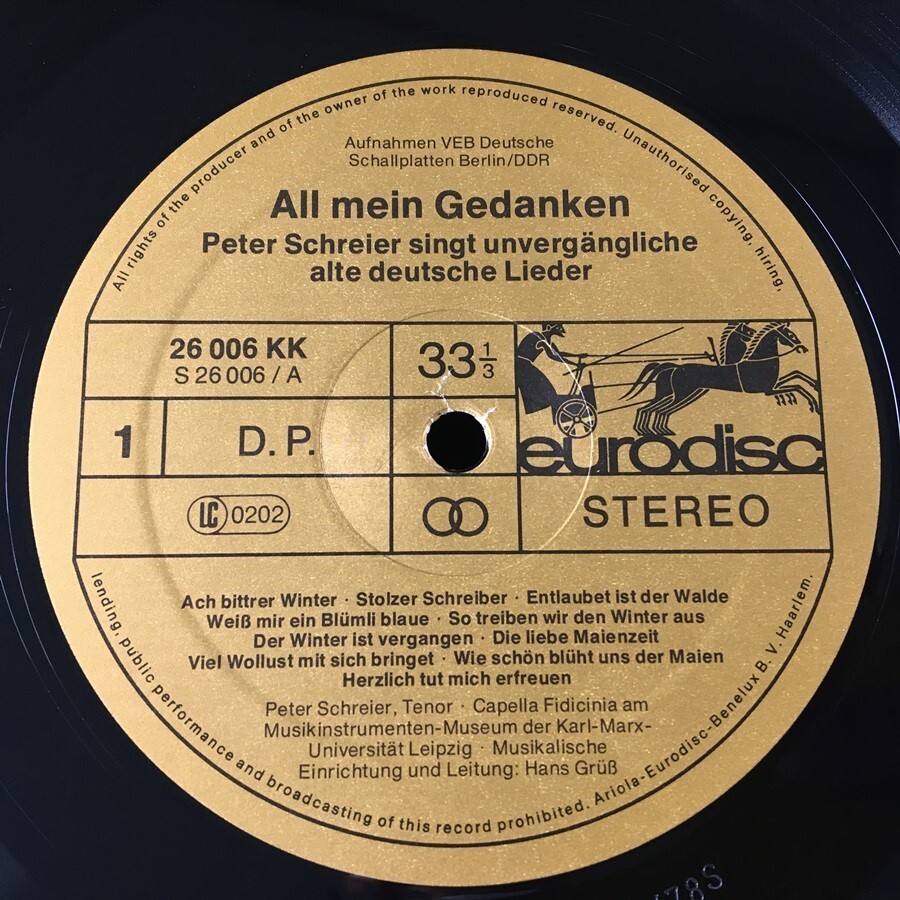 All rights of the producer and of the owner of the work reproduced reserved. Unauthorised copying, hiring,
Aufnahmen VEB Deutsche
Schallplatten Berlin/DDR
All mein Gedanken
Peter Schreier singt unvergängliche
alte deutsche Lieder
26 006 KK
S 26 006 / A
33 1/3
1
D. P.
eurodisc
LC 0202
STEREO
Ach bittrer Winter · Stolzer Schreiber · Entlaubet ist der Walde
Weiß mir ein Blümli blaue · So treiben wir den Winter aus
Der Winter ist vergangen · Die liebe Maienzeit
Viel Wollust mit sich bringet · Wie schön blüht uns der Maien
Herzlich tut mich erfreuen
Peter Schreier, Tenor · Capella Fidicinia am
Musikinstrumenten-Museum der Karl-Marx-
Universität Leipzig · Musikalische
Einrichtung und Leitung: Hans Grüß
lending, public performance and broadcasting of this record prohibited. Ariola-Eurodisc-Benelux B. V. Haarlem.